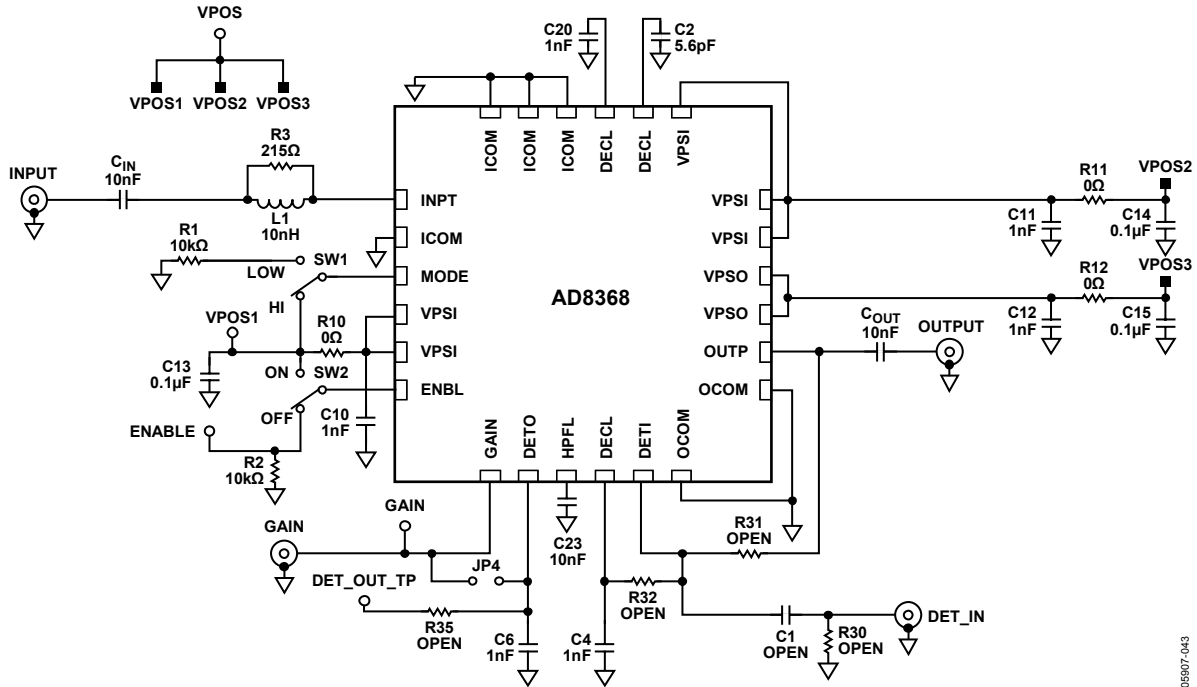 VPOS
VPOS1 VPOS2 VPOS3
C20
1nF
C2
5.6pF
ICOM
ICOM
ICOM
DECL
DECL
VPSI
INPUT
CIN
10nF
R3
215Ω
L1
10nH
INPT
ICOM
MODE
VPSI
VPSI
ENBL
AD8368
VPSI
VPSI
VPSO
VPSO
OUTP
OCOM
R1
10kΩ
LOW
SW1
HI
VPOS1
R10
0Ω
C13
0.1µF
ON
SW2
OFF
C10
1nF
ENABLE
R2
10kΩ
R11
0Ω
VPOS2
C11
1nF
C14
0.1µF
R12
0Ω
VPOS3
C12
1nF
C15
0.1µF
COUT
10nF
OUTPUT
GAIN
DETO
HPFL
DECL
DETI
OCOM
GAIN
GAIN
JP4
C23
10nF
R31
OPEN
DET_OUT_TP
R35
OPEN
C6
1nF
C4
1nF
R32
OPEN
C1
OPEN
R30
OPEN
DET_IN
05907-043